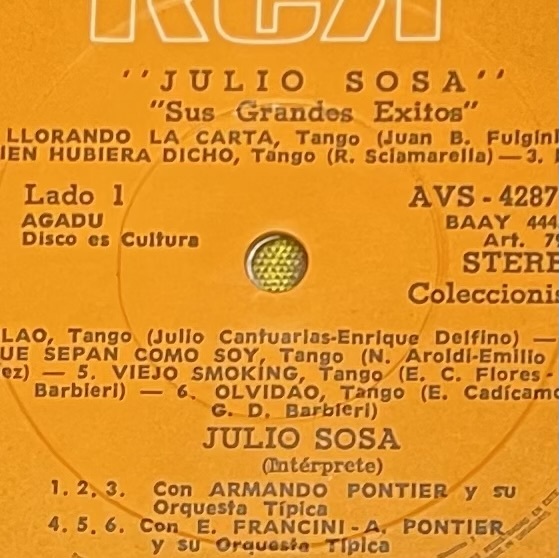 RCA
''JULIO SOSA''
"Sus Grandes Exitos"
LLORANDO LA CARTA, Tango (Juan B. Fulgini
IEN HUBIERA DICHO, Tango (R. Sciamarella) — 3.
Lado 1
AVS - 4287
AGADU
BAAY 444
Disco es Cultura
Art. 79
STERE
Coleccionis
LAO, Tango (Julio Cantuarias-Enrique Delfino) —
UE SEPAN COMO SOY, Tango (N. Aroldi-Emilio
ez) — 5. VIEJO SMOKING, Tango (E. C. Flores -
Barbieri) — 6. OLVIDAO, Tango (E. Cadícamo
G. D. Barbieri)
JULIO SOSA
(Intérprete)
1. 2. 3. Con ARMANDO PONTIER y su
Orquesta Típica
4. 5. 6. Con E. FRANCINI - A. PONTIER
y su Orquesta Típica